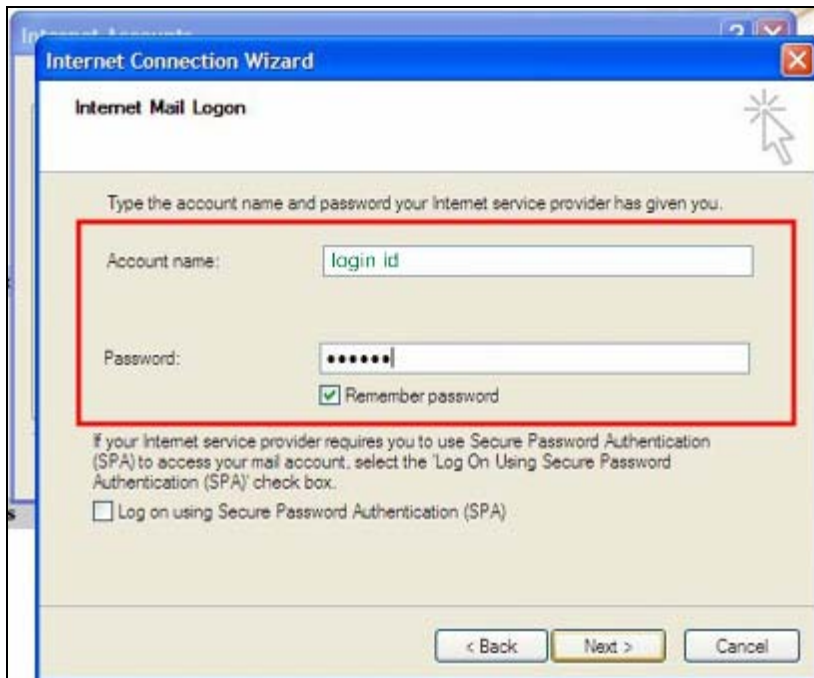 Internet Accounts
Internet Connection Wizard
Internet Mail Logon
Type the account name and password your Internet service provider has given you.
Account name:
login id
Password:
••••••
Remember password
If your Internet service provider requires you to use Secure Password Authentication
(SPA) to access your mail account, select the 'Log On Using Secure Password
Authentication (SPA)' check box.
s
Log on using Secure Password Authentication (SPA)
< Back
Next >
Cancel